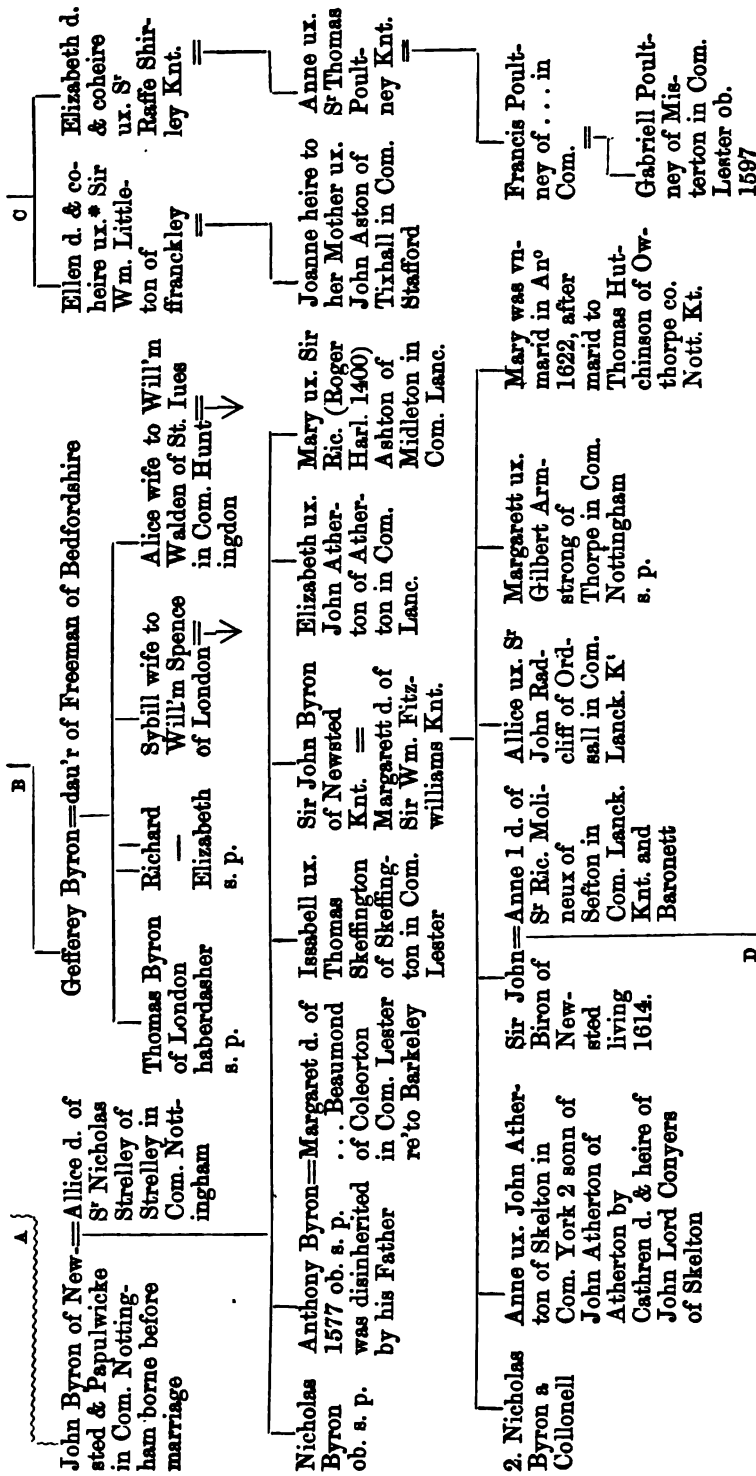 A
B
C
John Byron of New-
sted & Papulwicke
in Com. Notting-
ham borne before
marriage
=Allice d. of
Sr Nicholas
Strelley of
Strelley in
Com. Nott-
ingham
Gefferey Byron=dau'r of Freeman of Bedfordshire
Ellen d. & co-
heire ux.* Sir
Wm. Little-
ton of
ffranckley
=
Elizabeth d.
& coheire
ux. Sr
Raffe Shir-
ley Knt.
=
Thomas Byron
of London
haberdasher
s. p.
Richard
—
Elizabeth
s. p.
Sybill wife to
Will'm Spence
of London=
Alice wife to Will'm
Walden of St. Iues
in Com. Hunt=
ingdon
Nicholas
Byron
ob. s. p.
Anthony Byron=Margaret d. of
1577 ob. s. p. ... Beaumond
was disinherited of Coleorton
by his Father in Com. Lester
re'to Barkeley
Issabell ux.
Thomas
Skeffington
of Skeffing-
ton in Com.
Lester
Sir John Byron
of Newsted
Knt. =
Margarett d. of
Sir Wm. Fitz-
williams Knt.
Elizabeth ux.
John Ather-
ton of Ather-
ton in Com.
Lanc.
Mary ux. Sir
Ric. (Roger
Harl. 1400)
Ashton of
Midleton in
Com. Lanc.
Joanne heire to
her Mother ux.
John Aston of
Tixhall in Com.
Stafford
Anne ux.
Sr Thomas
Poult-
ney Knt.
=
2. Nicholas
Byron a
Collonell
Anne ux. John Ather-
ton of Skelton in
Com. York 2 sonn of
John Atherton of
Atherton by
Cathren d. & heire of
John Lord Conyers
of Skelton
Sir John=Anne 1 d. of
Biron of Sr Ric. Moli-
New- neux of
sted Sefton in
living Com. Lanck.
1614. Knt. and
Baronett
Allice ux. Sr
John Rad-
cliff of Ord-
sall in Com.
Lanck. Kt
Margarett ux.
Gilbert Arm-
strong of
Thorpe in Com.
Nottingham
s. p.
Mary was vn-
marid in Ano
1622, after
marid to
Thomas Hut-
chinson of Ow-
thorpe co.
Nott. Kt.
Francis Poult-
ney of ... in
Com. =
Gabriell Poult-
ney of Mis-
terton in Com.
Lester ob.
1597
D